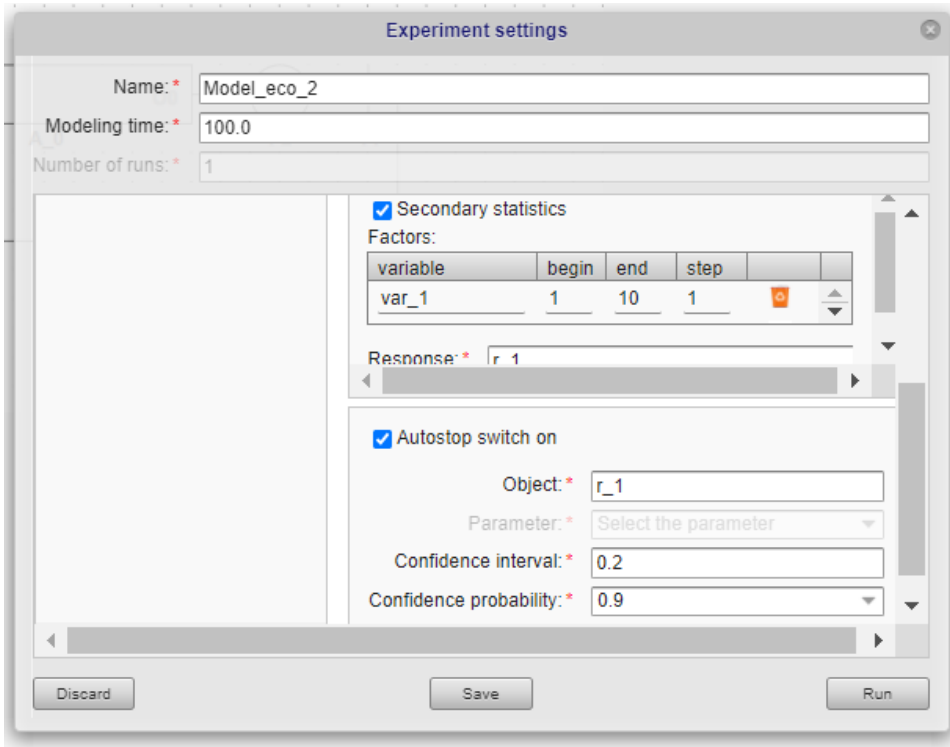 Experiment settings
Name: * Model_eco_2
Modeling time: * 100.0
Number of runs: * 1
Secondary statistics
Factors:
variable begin end step
var_1 1 10 1
Response: * r_1
Autostop switch on
Object: * r_1
Parameter: * Select the parameter
Confidence interval: * 0.2
Confidence probability: * 0.9
Discard Save Run